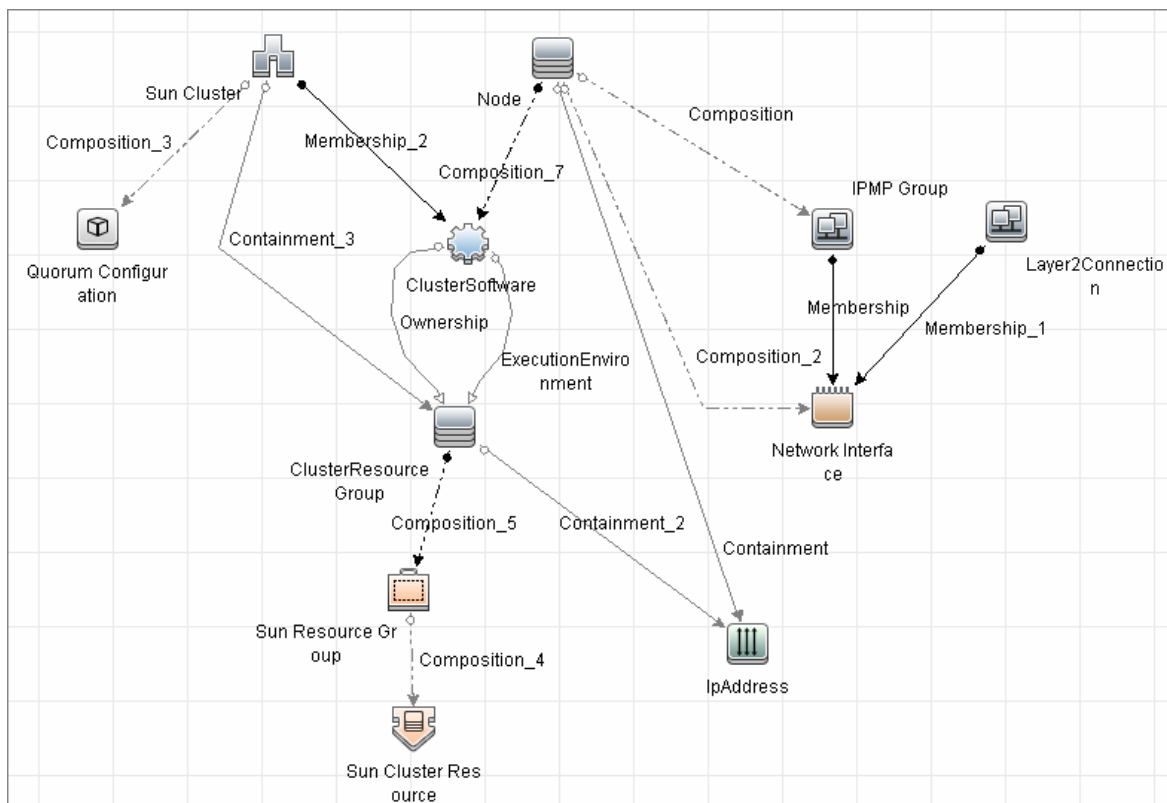 Sun Cluster
Node
Composition
Composition_3
Membership_2
Composition_7
IPMP Group
Quorum Configur
ation
Containment_3
ClusterSoftware
Layer2Connectio
n
Ownership
Membership
Membership_1
ExecutionEnviro
nment
Composition_2
Network Interfa
ce
ClusterResource
Group
Composition_5
Containment_2
Containment
Sun Resource Gr
oup
Composition_4
IpAddress
Sun Cluster Res
ource